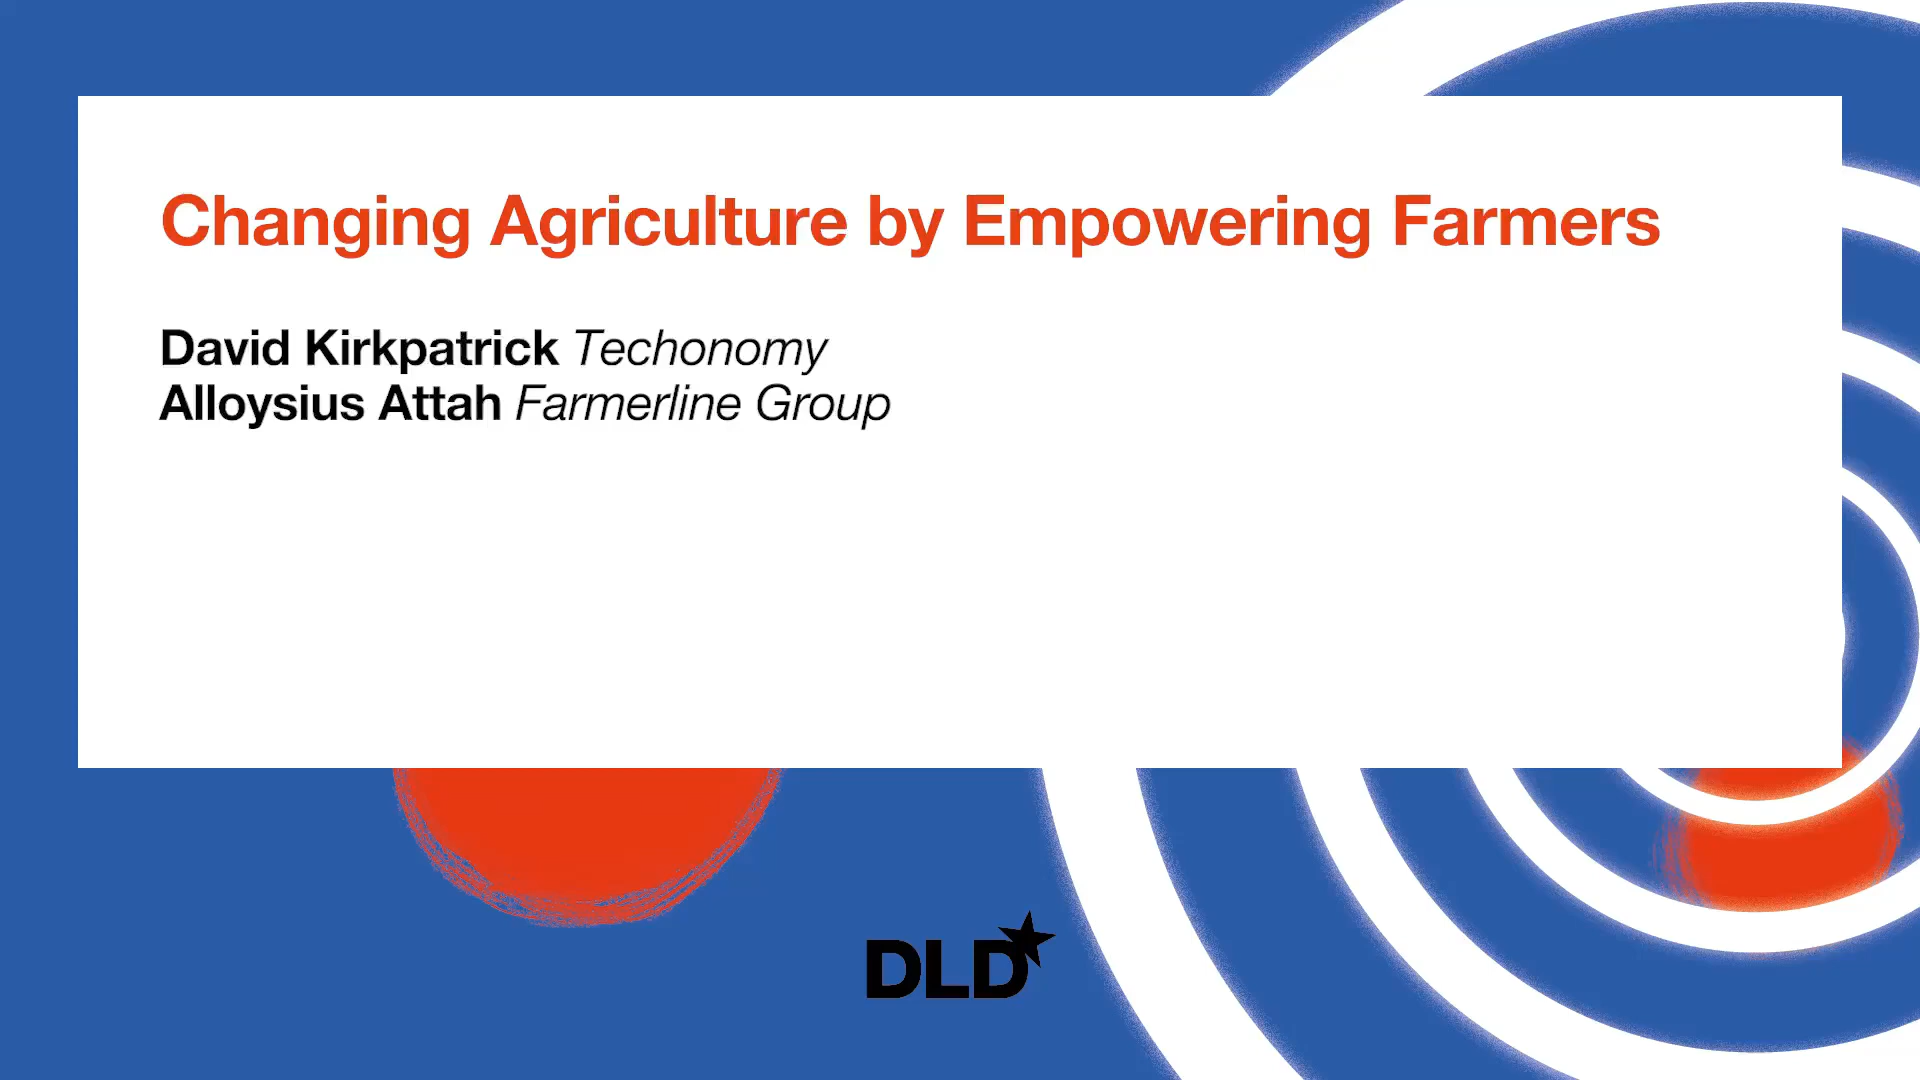 Changing Agriculture by Empowering Farmers
David Kirkpatrick Techonomy
Alloysius Attah Farmerline Group
DLD